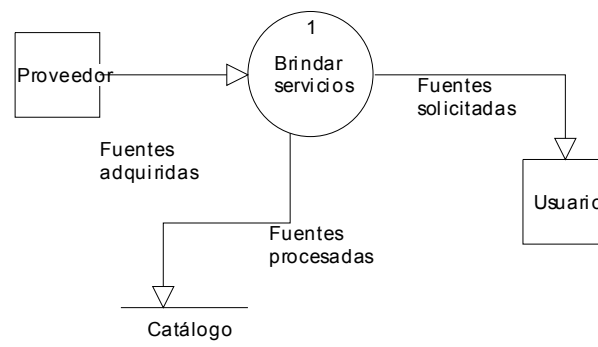 1
Brindar
servicios
Proveedor
Fuentes
solicitadas
Fuentes
adquiridas
Usuario
Fuentes
procesadas
Catálogo